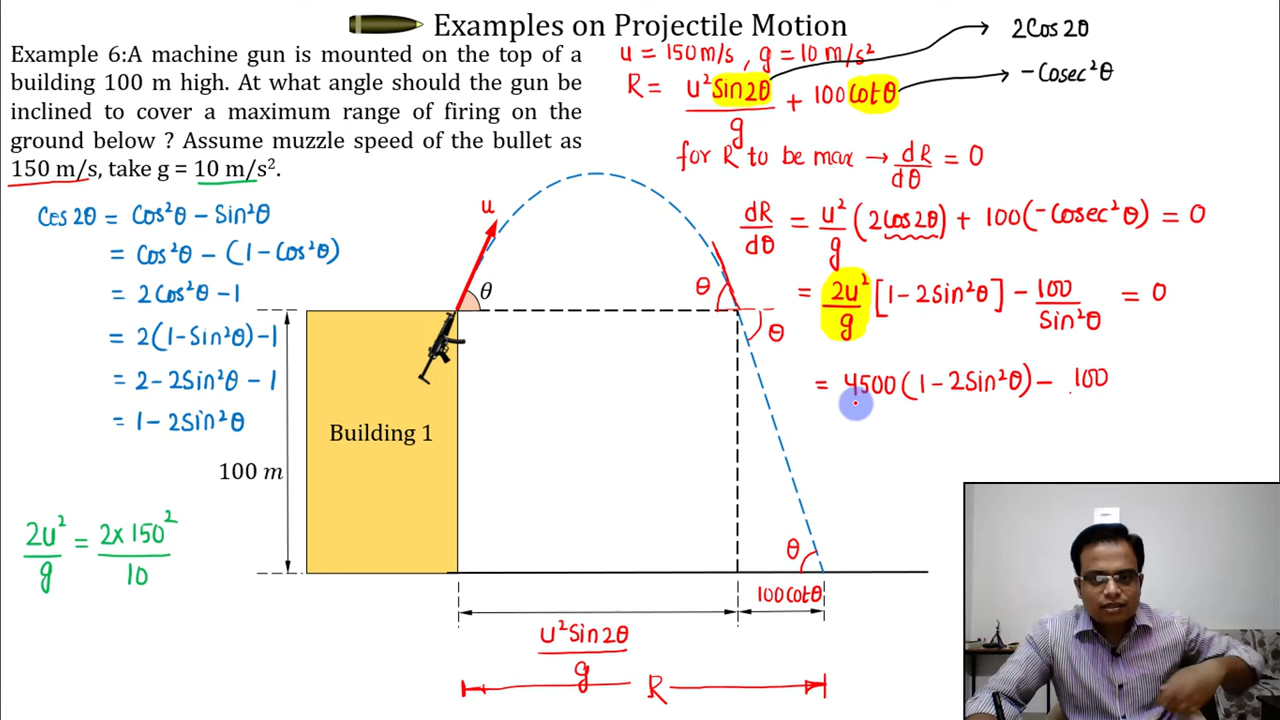 Examples on Projectile Motion
Example 6:A machine gun is mounted on the top of a
building 100 m high. At what angle should the gun be
inclined to cover a maximum range of firing on the
ground below ? Assume muzzle speed of the bullet as
150 m/s, take g = 10 m/s².
u = 150 m/s , g = 10 m/s²
R = u² Sin2θ / g + 100 Cotθ
2Cos2θ
-Cosec²θ
for R to be max → dR/dθ = 0
dR/dθ = u²/g (2Cos2θ) + 100(-Cosec²θ) = 0
= 2u²/g [1-2Sin²θ] - 100/Sin²θ = 0
= 4500(1-2Sin²θ) - 100
Cos 2θ = Cos²θ - Sin²θ
= Cos²θ - (1-Cos²θ)
= 2Cos²θ -1
= 2(1-Sin²θ)-1
= 2-2Sin²θ -1
= 1-2Sin²θ
2u²/g = 2×150²/10
u
θ
θ
θ
Building 1
100 m
θ
100Cotθ
u²Sin2θ/g
R